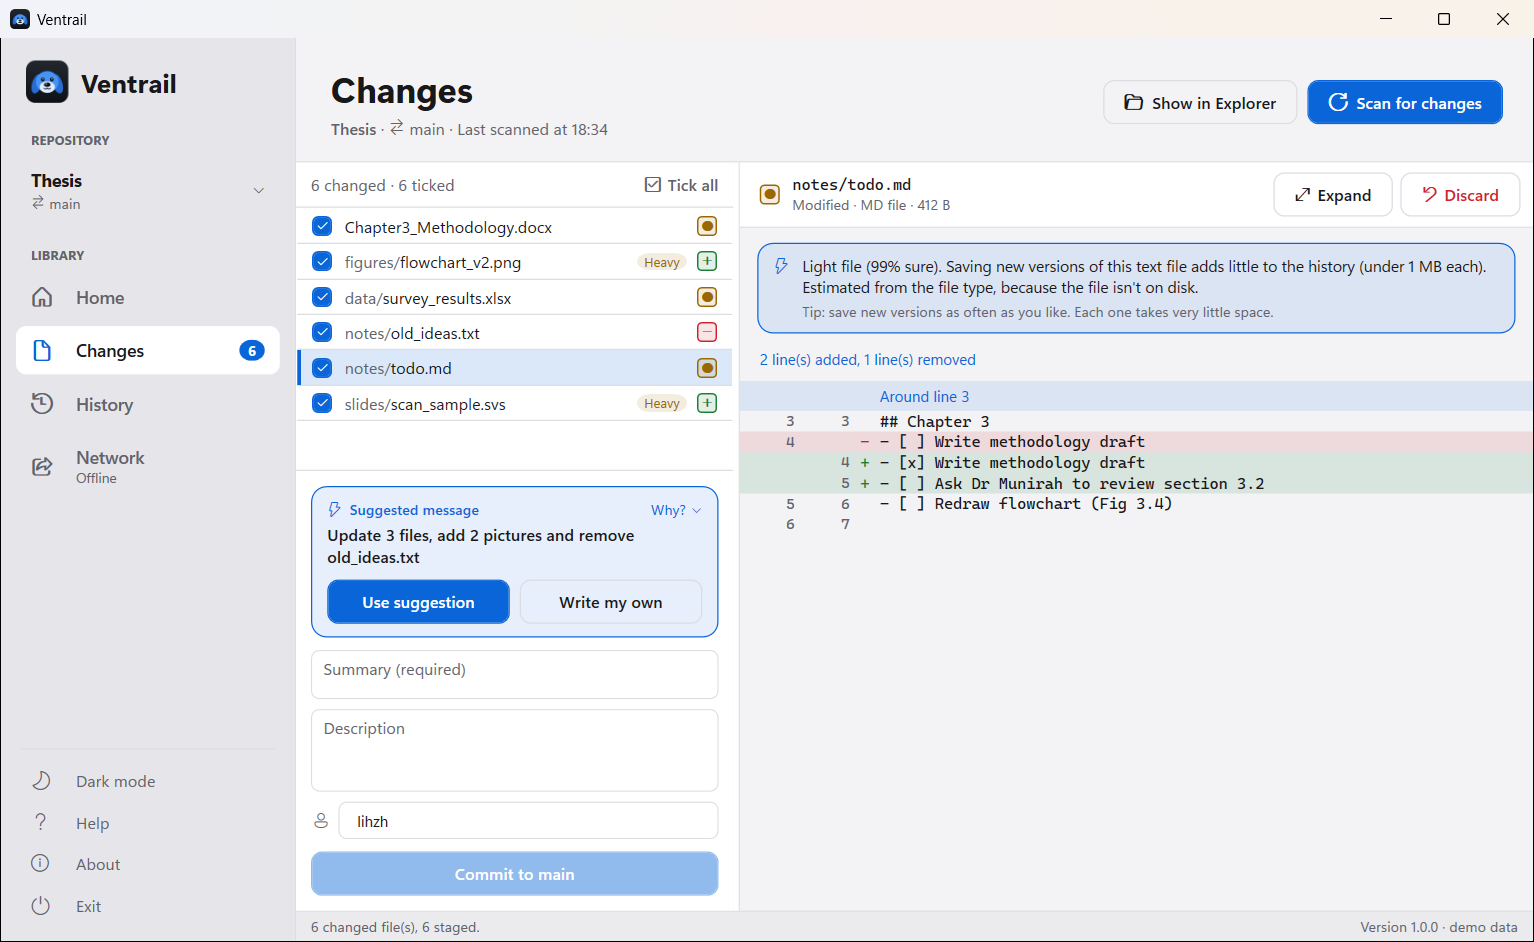 Ventrail
Ventrail
REPOSITORY
Thesis
main
LIBRARY
Home
Changes 6
History
Network
Offline
Dark mode
Help
About
Exit
Changes
Thesis · main · Last scanned at 18:34
Show in Explorer
Scan for changes
6 changed · 6 ticked
Tick all
Chapter3_Methodology.docx
figures/flowchart_v2.png Heavy
data/survey_results.xlsx
notes/old_ideas.txt
notes/todo.md
slides/scan_sample.svs Heavy
Suggested message Why?
Update 3 files, add 2 pictures and remove
old_ideas.txt
Use suggestion
Write my own
Summary (required)
Description
lihzh
Commit to main
notes/todo.md
Modified · MD file · 412 B
Expand
Discard
Light file (99% sure). Saving new versions of this text file adds little to the history (under 1 MB each).
Estimated from the file type, because the file isn't on disk.
Tip: save new versions as often as you like. Each one takes very little space.
2 line(s) added, 1 line(s) removed
Around line 3
3 3 ## Chapter 3
4 - - [ ] Write methodology draft
4 + - [x] Write methodology draft
5 + - [ ] Ask Dr Munirah to review section 3.2
5 6 - [ ] Redraw flowchart (Fig 3.4)
6 7
6 changed file(s), 6 staged.
Version 1.0.0 · demo data